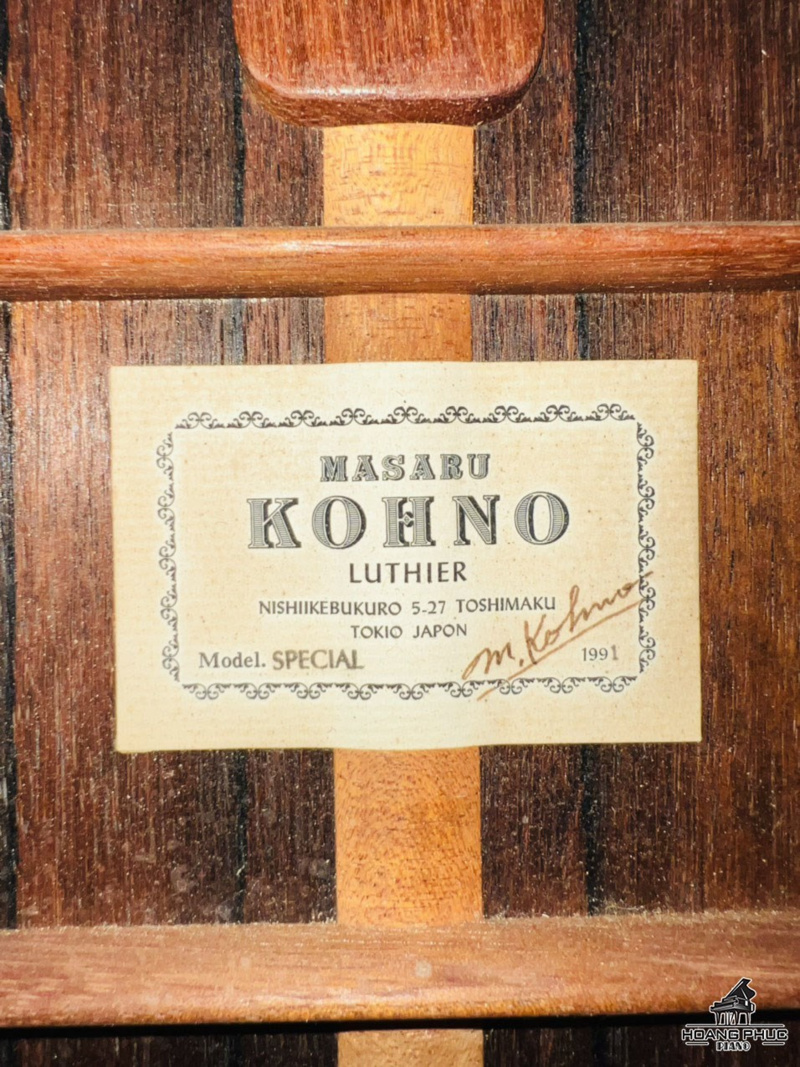 MASARU
KOHNO
LUTHIER
NISHIIKEBUKURO 5-27 TOSHIMAKU
TOKIO JAPON
Model. SPECIAL
M. Kohno
1991
HOANG PHUC
PIANO